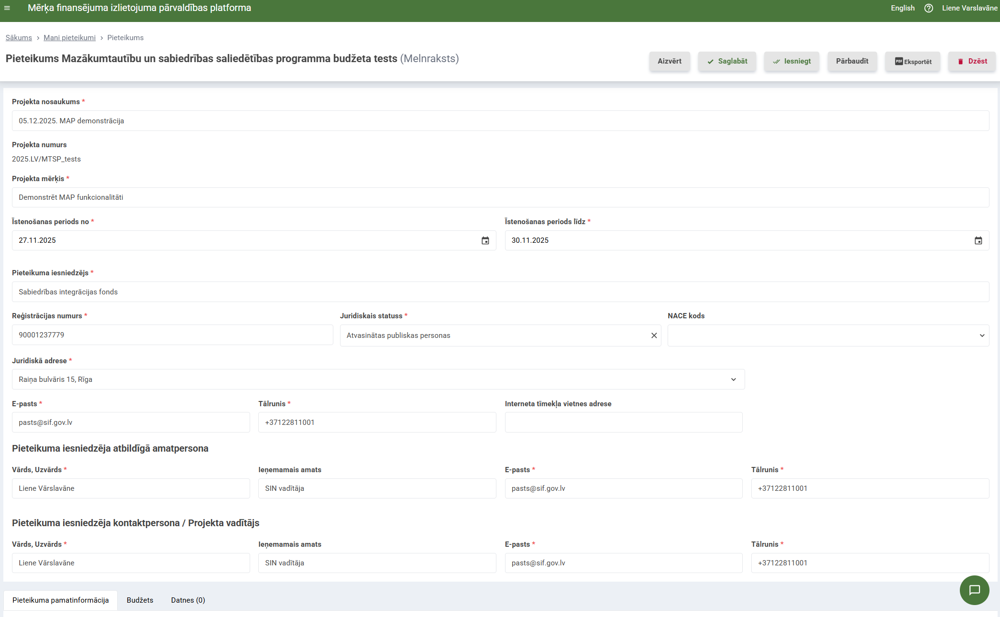 Mērķa finansējuma izlietojuma pārvaldības platforma
English
Liene Varslavāne
Sākums › Mani pieteikumi › Pieteikums
Pieteikums Mazākumtautību un sabiedrības saliedētības programma budžeta tests (Melnraksts)
Aizvērt
Saglabāt
Iesniegt
Pārbaudīt
PDF Eksportēt
Dzēst
Projekta nosaukums *
05.12.2025. MAP demonstrācija
Projekta numurs
2025.LV/MTSP_tests
Projekta mērķis *
Demonstrēt MAP funkcionalitāti
Īstenošanas periods no *
Īstenošanas periods līdz *
27.11.2025
30.11.2025
Pieteikuma iesniedzējs *
Sabiedrības integrācijas fonds
Reģistrācijas numurs *
Juridiskais statuss *
NACE kods
90001237779
Atvasinātas publiskas personas
Juridiskā adrese *
Raiņa bulvāris 15, Rīga
E-pasts *
Tālrunis *
Interneta tīmekļa vietnes adrese
pasts@sif.gov.lv
+37122811001
Pieteikuma iesniedzēja atbildīgā amatpersona
Vārds, Uzvārds *
Ieņemamais amats
E-pasts *
Tālrunis *
Liene Vārslavāne
SIN vadītāja
pasts@sif.gov.lv
+37122811001
Pieteikuma iesniedzēja kontaktpersona / Projekta vadītājs
Vārds, Uzvārds *
Ieņemamais amats
E-pasts *
Tālrunis *
Liene Vārslavāne
SIN vadītāja
pasts@sif.gov.lv
+37122811001
Pieteikuma pamatinformācija
Budžets
Datnes (0)